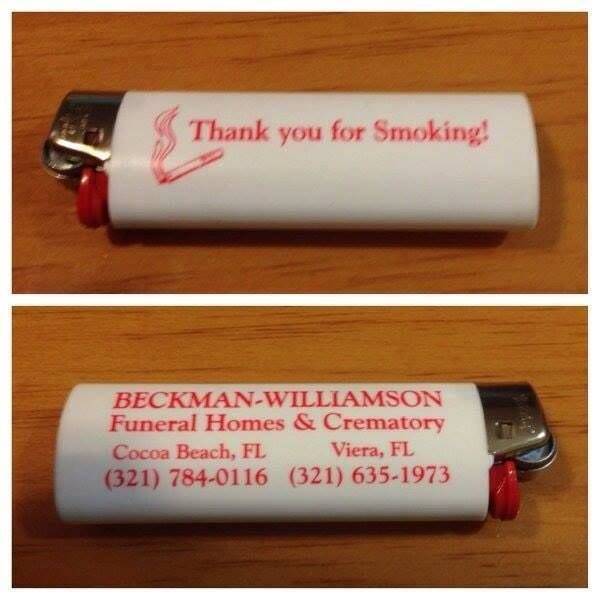 Thank you for Smoking!
BECKMAN-WILLIAMSON
Funeral Homes & Crematory
Cocoa Beach, FL Viera, FL
(321) 784-0116 (321) 635-1973